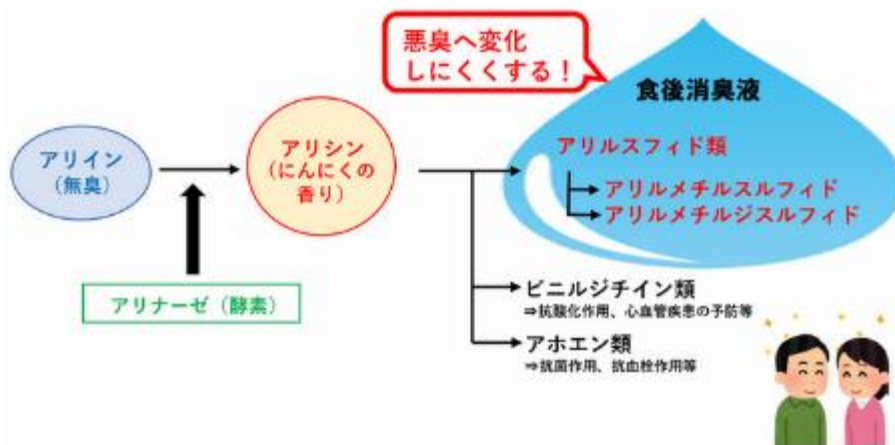 悪臭へ変化
しにくくする！
食後消臭液
アリイン
（無臭）
アリシン
（にんにくの
香り）
アリルスフィド類
アリルメチルスルフィド
アリルメチルジスルフィド
アリナーゼ（酵素）
ビニルジチイン類
⇒抗酸化作用、心血管疾患の予防等
アホエン類
⇒抗菌作用、抗血栓作用等